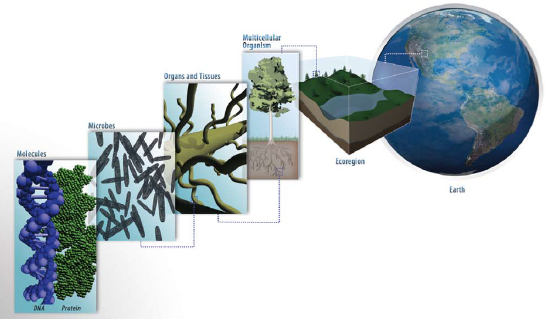 Multicellular
Organism
Organs and Tissues
Microbes
Molecules
Ecoregion
Earth
DNA
Protein